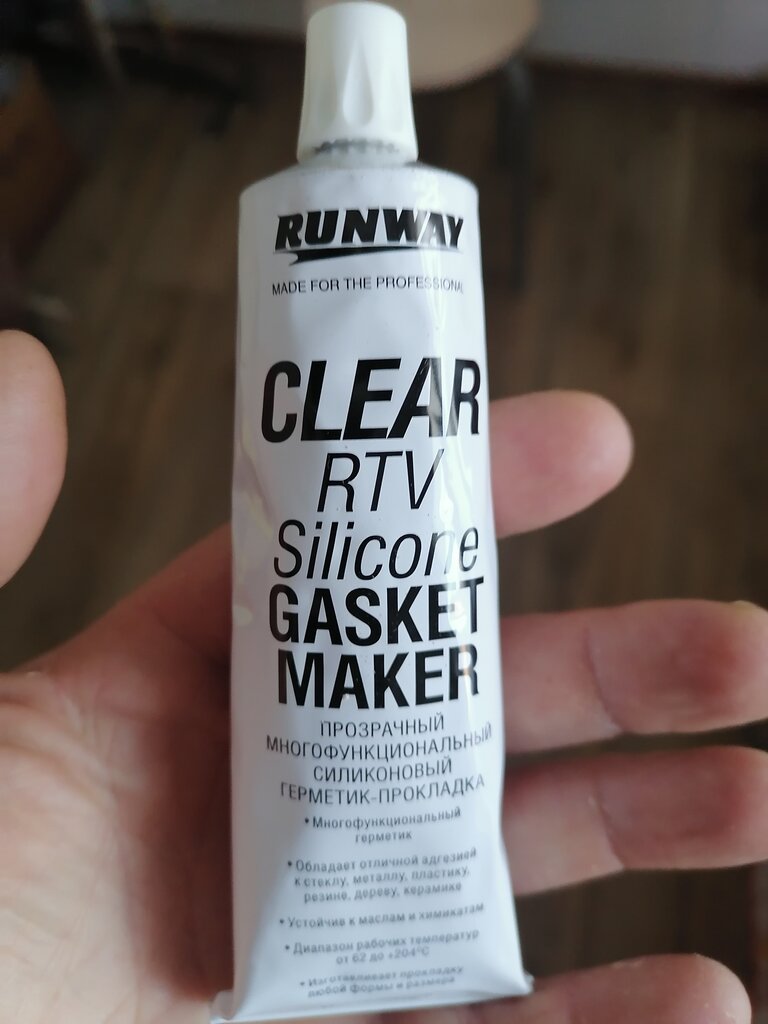 RUNWAY
MADE FOR THE PROFESSIONAL
CLEAR
RTV
Silicone
GASKET
MAKER
ПРОЗРАЧНЫЙ
МНОГОФУНКЦИОНАЛЬНЫЙ
СИЛИКОНОВЫЙ
ГЕРМЕТИК-ПРОКЛАДКА
• Многофункциональный
герметик
• Обладает отличной адгезией
к стеклу, металлу, пластику,
резине, дереву, керамике
• Устойчив к маслам и химикатам
• Диапазон рабочих температур
от 62 до +204ºС
• Изготавливает прокладку
любой формы и размера